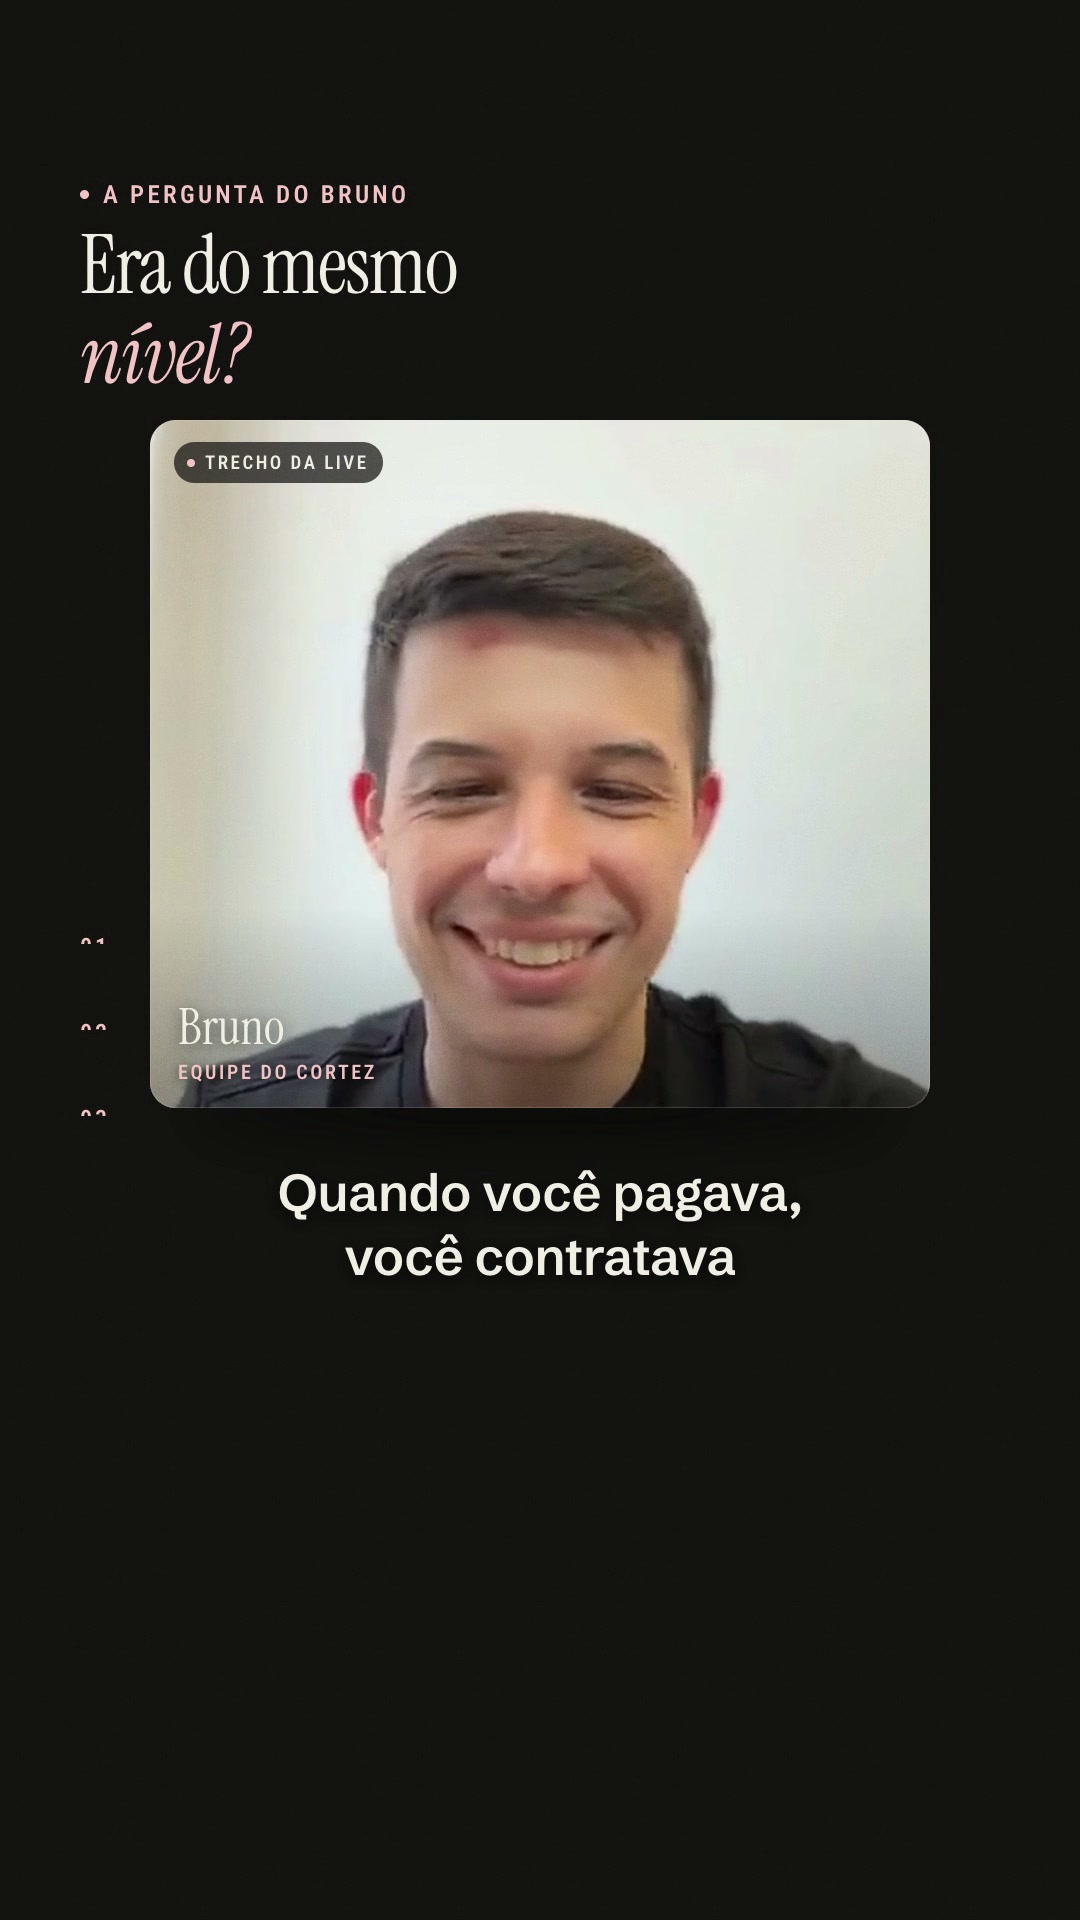 • A PERGUNTA DO BRUNO
Era do mesmo
nível?
• TRECHO DA LIVE
Bruno
EQUIPE DO CORTEZ
Quando você pagava,
você contratava